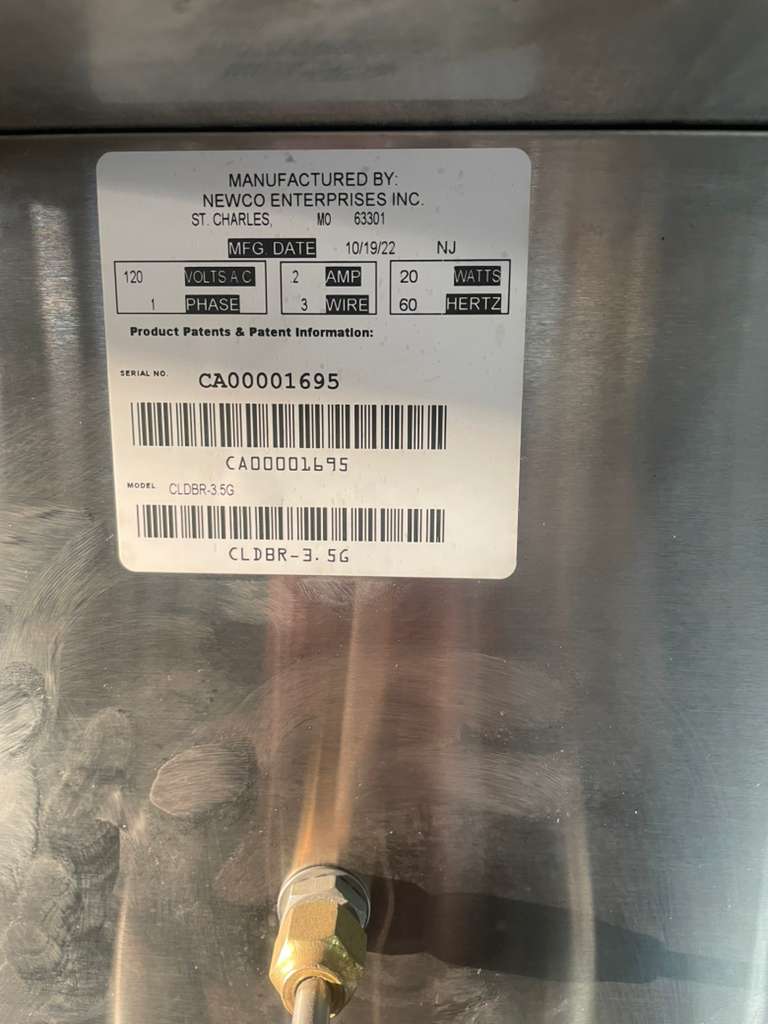 MANUFACTURED BY:
NEWCO ENTERPRISES INC.
ST. CHARLES, MO 63301
MFG. DATE 10/19/22 NJ
120 VOLTS A.C .2 AMP 20 WATTS
1 PHASE 3 WIRE 60 HERTZ
Product Patents & Patent Information:
SERIAL NO. CA00001695
CA00001695
MODEL CLDBR-3.5G
CLDBR-3.5G